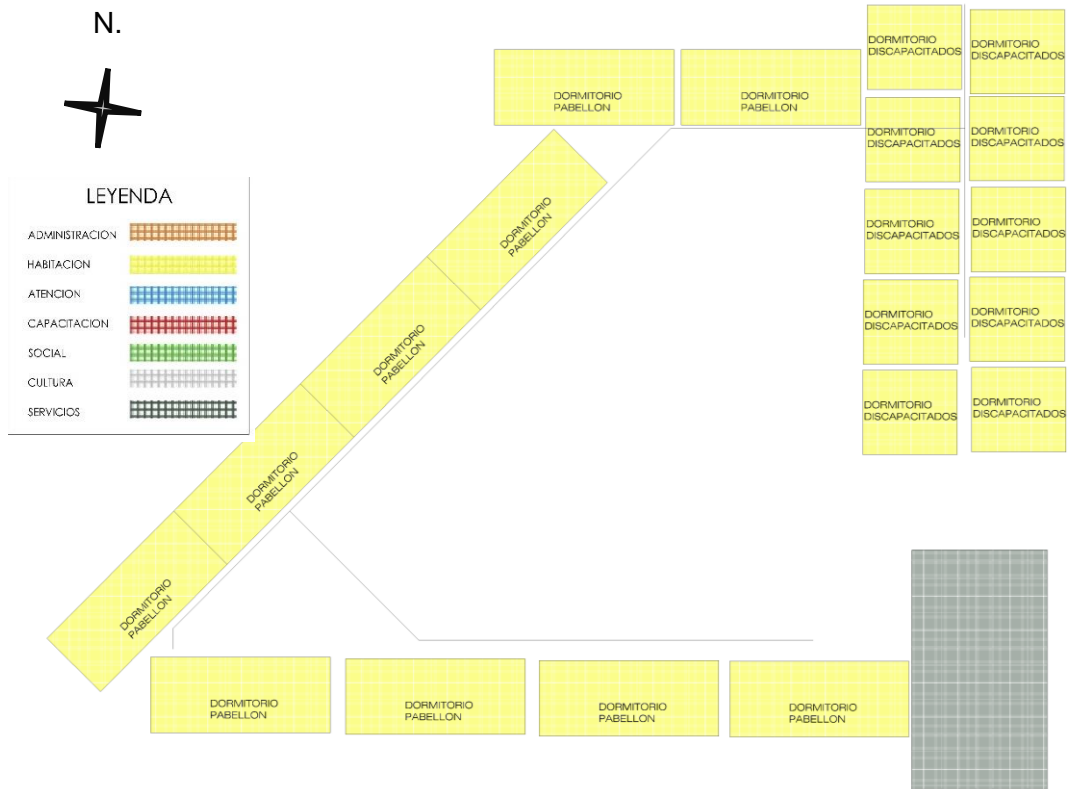 N.
LEYENDA
ADMINISTRACION
HABITACION
ATENCION
CAPACITACION
SOCIAL
CULTURA
SERVICIOS
DORMITORIO
PABELLON
DORMITORIO
PABELLON
DORMITORIO
DISCAPACITADOS
DORMITORIO
DISCAPACITADOS
DORMITORIO
DISCAPACITADOS
DORMITORIO
DISCAPACITADOS
DORMITORIO
DISCAPACITADOS
DORMITORIO
DISCAPACITADOS
DORMITORIO
DISCAPACITADOS
DORMITORIO
DISCAPACITADOS
DORMITORIO
DISCAPACITADOS
DORMITORIO
DISCAPACITADOS
DORMITORIO
PABELLON
DORMITORIO
PABELLON
DORMITORIO
PABELLON
DORMITORIO
PABELLON
DORMITORIO
PABELLON
DORMITORIO
PABELLON
DORMITORIO
PABELLON
DORMITORIO
PABELLON